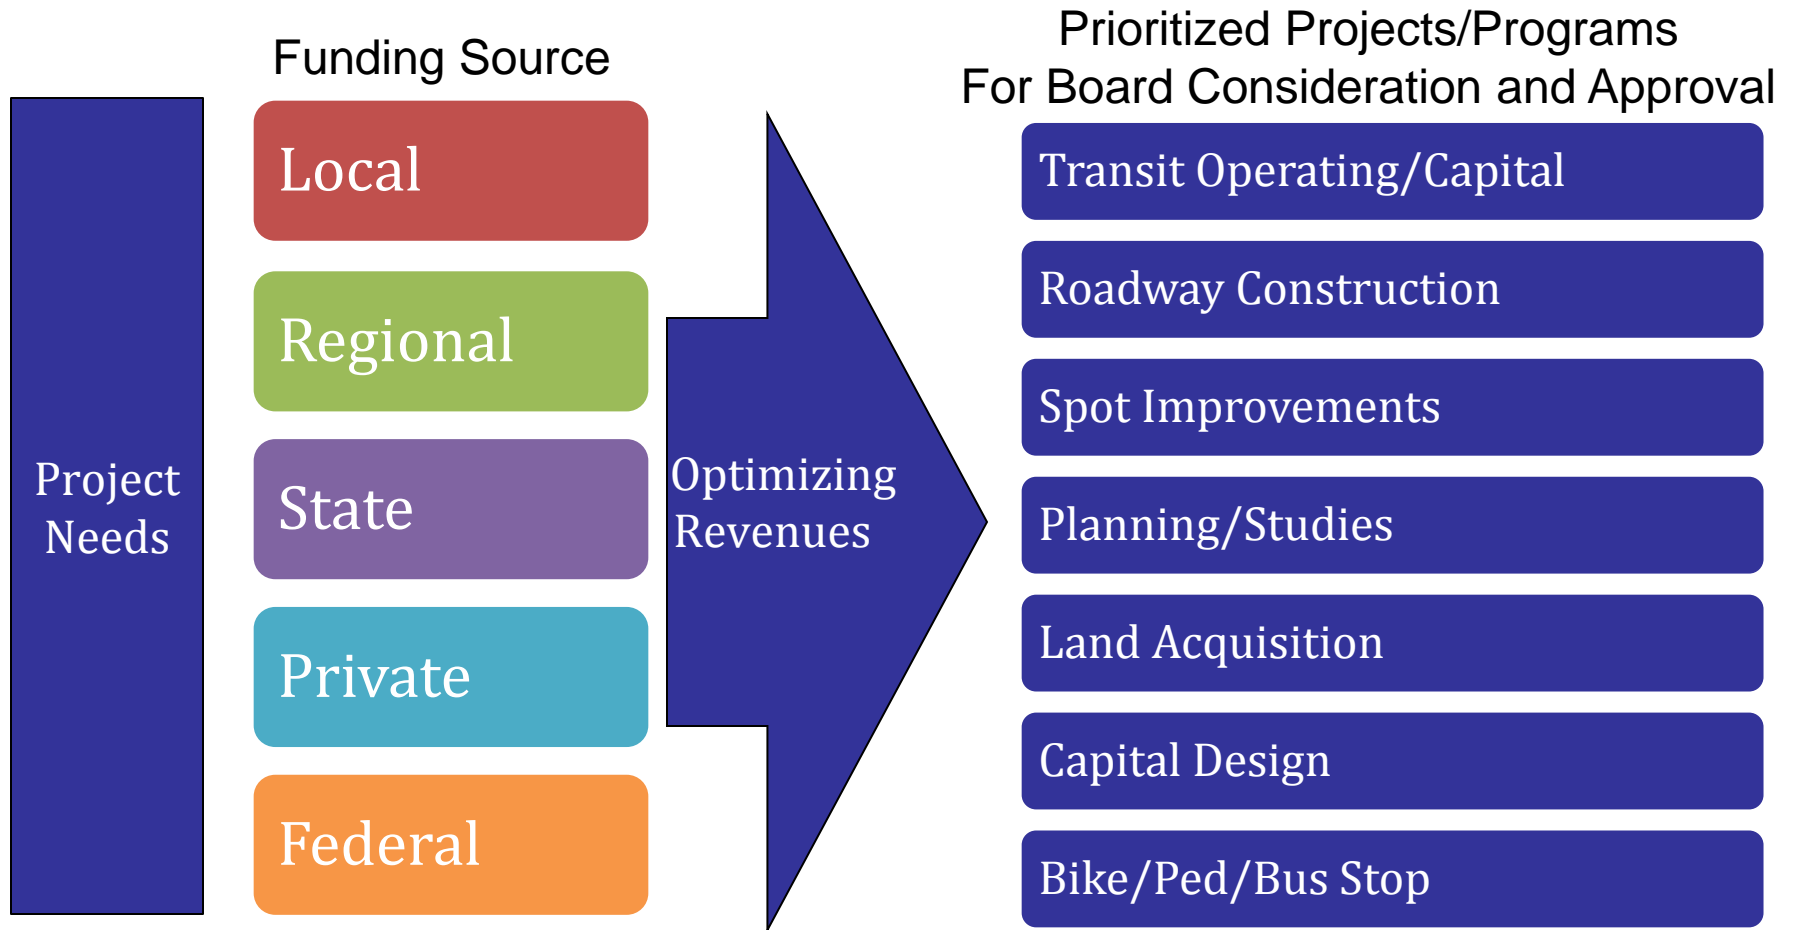 Funding Source
Prioritized Projects/Programs
For Board Consideration and Approval
Project
Needs
Local
Regional
State
Private
Federal
Optimizing
Revenues
Transit Operating/Capital
Roadway Construction
Spot Improvements
Planning/Studies
Land Acquisition
Capital Design
Bike/Ped/Bus Stop